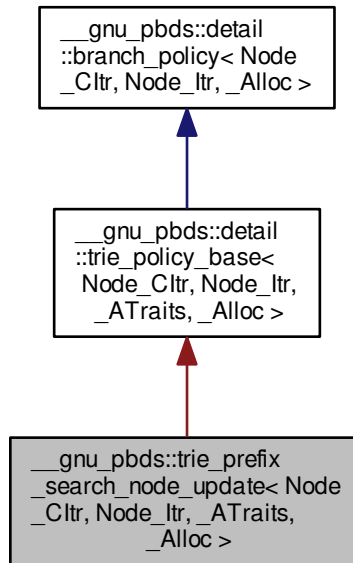 __gnu_pbds::detail
::branch_policy< Node
_CItr, Node_Itr, _Alloc >
__gnu_pbds::detail
::trie_policy_base<
Node_CItr, Node_Itr,
_ATraits, _Alloc >
__gnu_pbds::trie_prefix
_search_node_update< Node
_CItr, Node_Itr, _ATraits,
_Alloc >